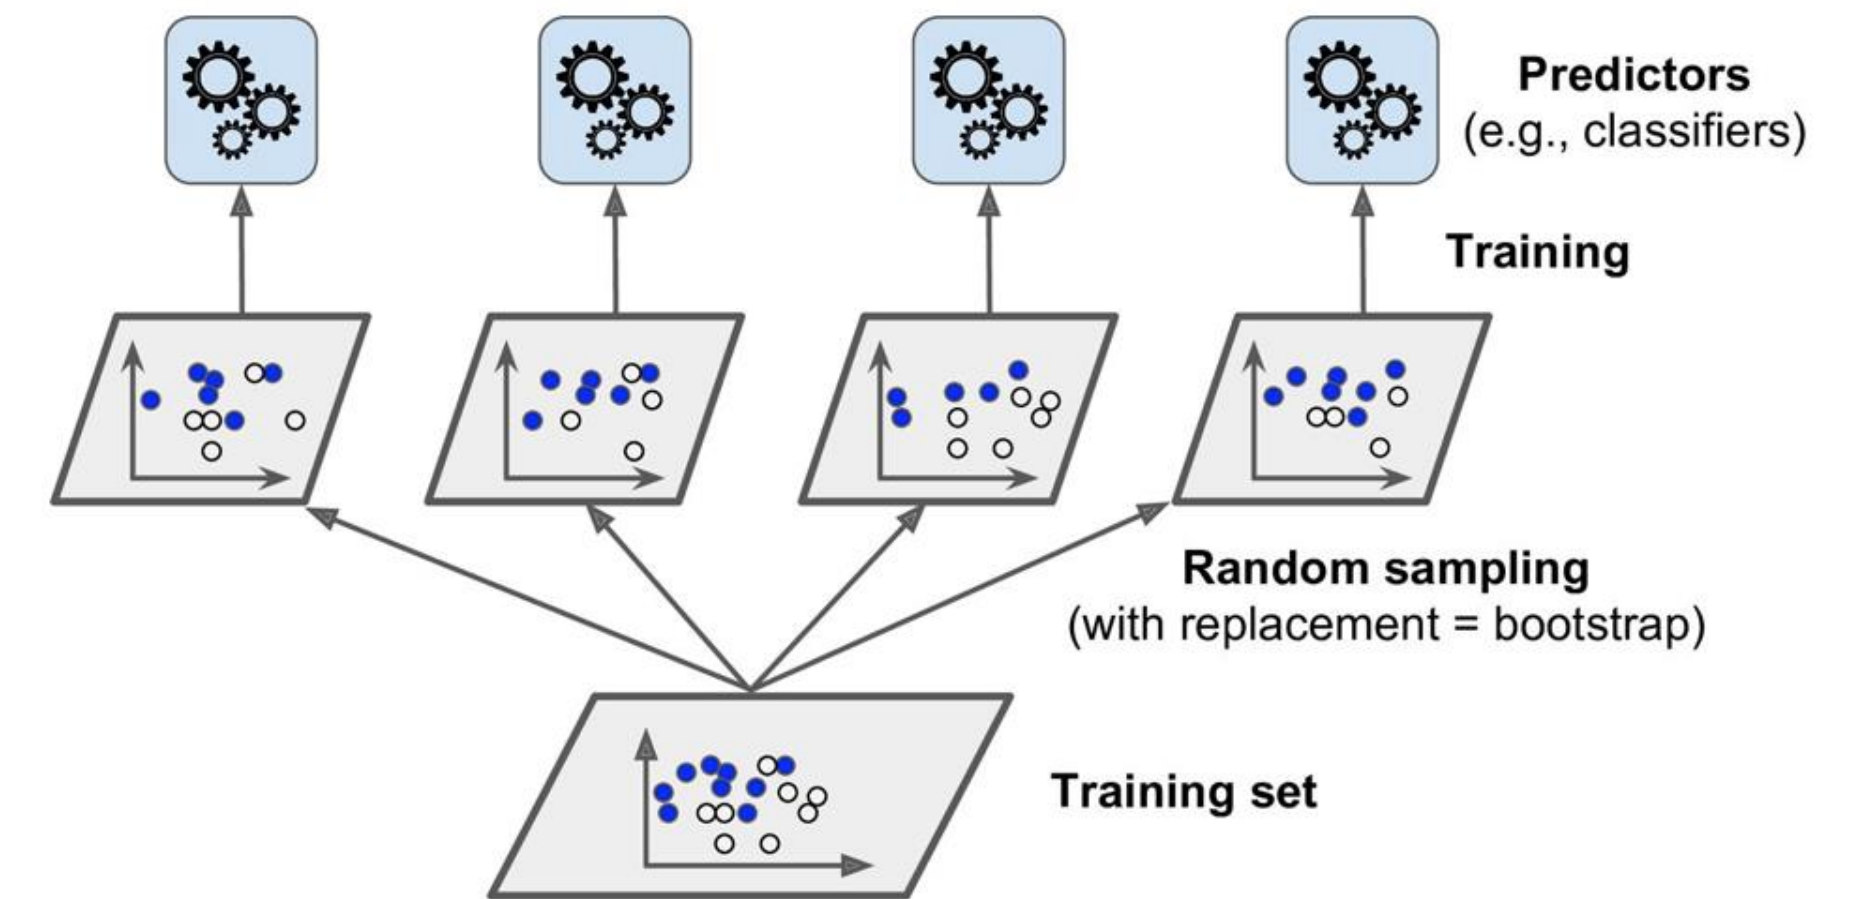 Predictors
(e.g., classifiers)
Training
Random sampling
(with replacement = bootstrap)
Training set